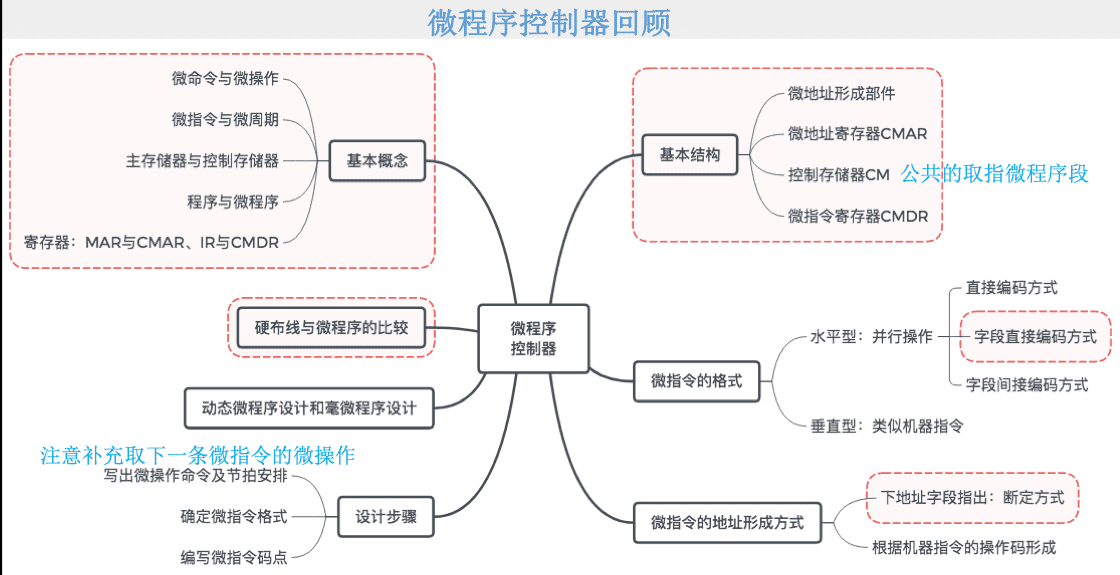 微程序控制器回顾
微命令与微操作
微指令与微周期
主存储器与控制存储器
程序与微程序
寄存器：MAR与CMAR、IR与CMDR
基本概念
硬布线与微程序的比较
动态微程序设计和毫微程序设计
注意补充取下一条微指令的微操作
写出微操作命令及节拍安排
确定微指令格式
编写微指令码点
设计步骤
微程序
控制器
基本结构
微地址形成部件
微地址寄存器CMAR
控制存储器CM
公共的取指微程序段
微指令寄存器CMDR
微指令的格式
水平型：并行操作
直接编码方式
字段直接编码方式
字段间接编码方式
垂直型：类似机器指令
微指令的地址形成方式
下地址字段指出：断定方式
根据机器指令的操作码形成